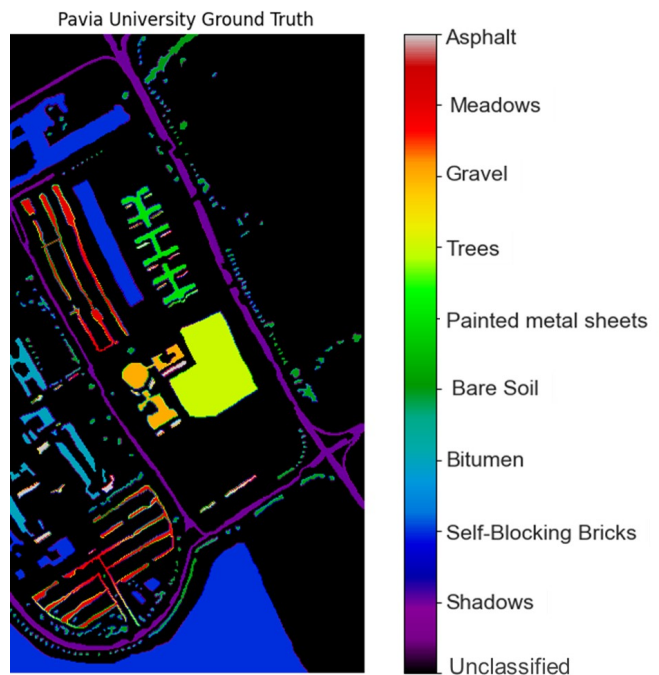 Pavia University Ground Truth
Asphalt
Meadows
Gravel
Trees
Painted metal sheets
Bare Soil
Bitumen
Self-Blocking Bricks
Shadows
Unclassified